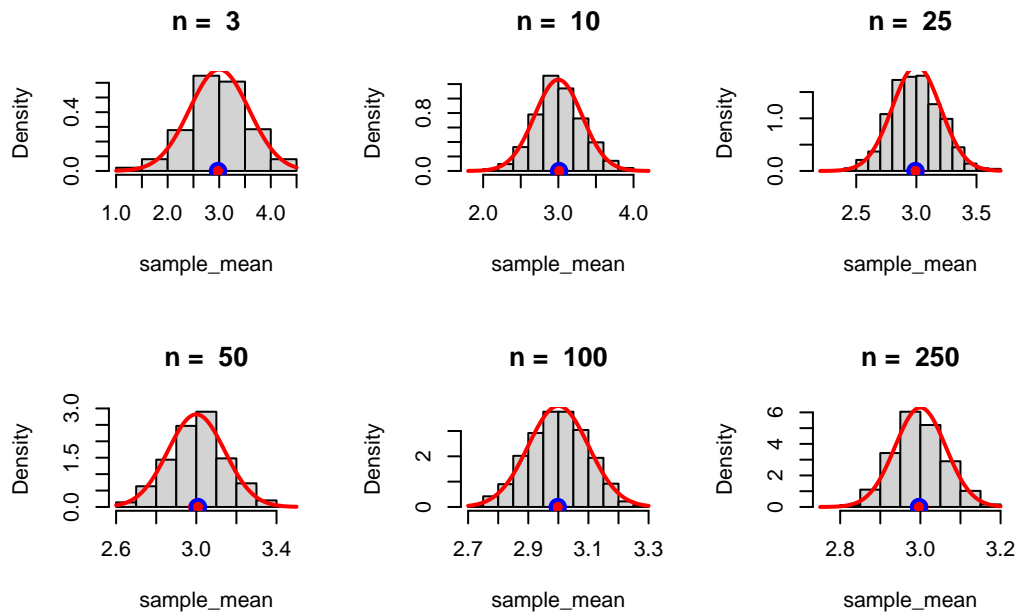 n = 3
Density
0.0 0.4
1.0 2.0 3.0 4.0
sample_mean
n = 10
Density
0.0 0.8
2.0 3.0 4.0
sample_mean
n = 25
Density
0.0 1.0
2.5 3.0 3.5
sample_mean
n = 50
Density
0.0 1.5 3.0
2.6 3.0 3.4
sample_mean
n = 100
Density
0 2
2.7 2.9 3.1 3.3
sample_mean
n = 250
Density
0 2 4 6
2.8 3.0 3.2
sample_mean